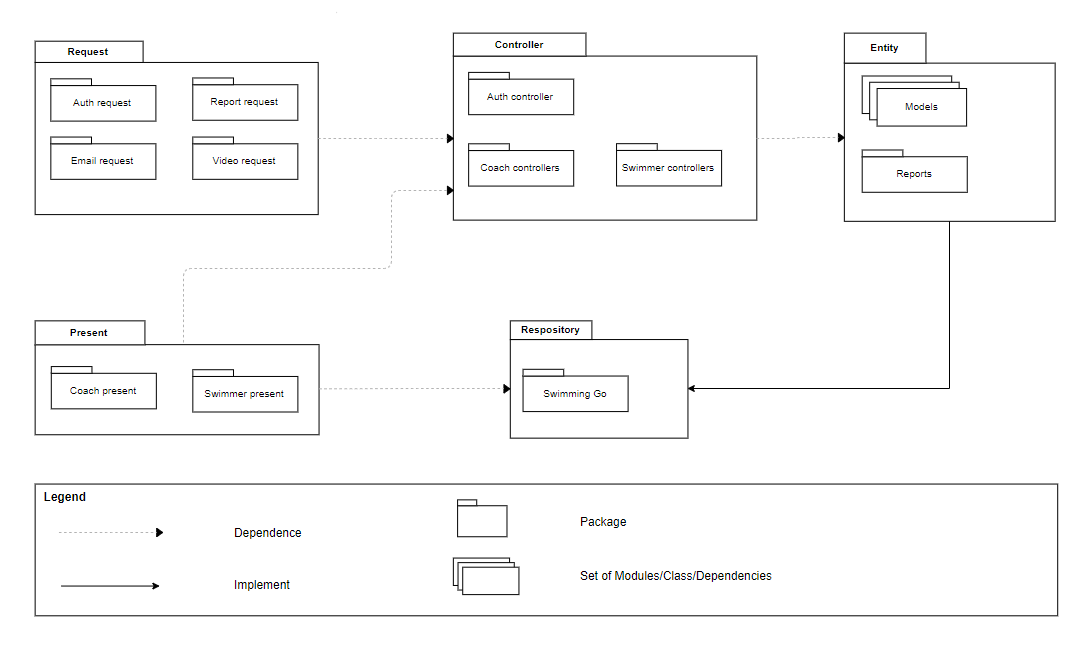 Request
Auth request
Report request
Email request
Video request
Controller
Auth controller
Coach controllers
Swimmer controllers
Entity
Models
Reports
Present
Coach present
Swimmer present
Respository
Swimming Go
Legend
Dependence
Package
Implement
Set of Modules/Class/Dependencies